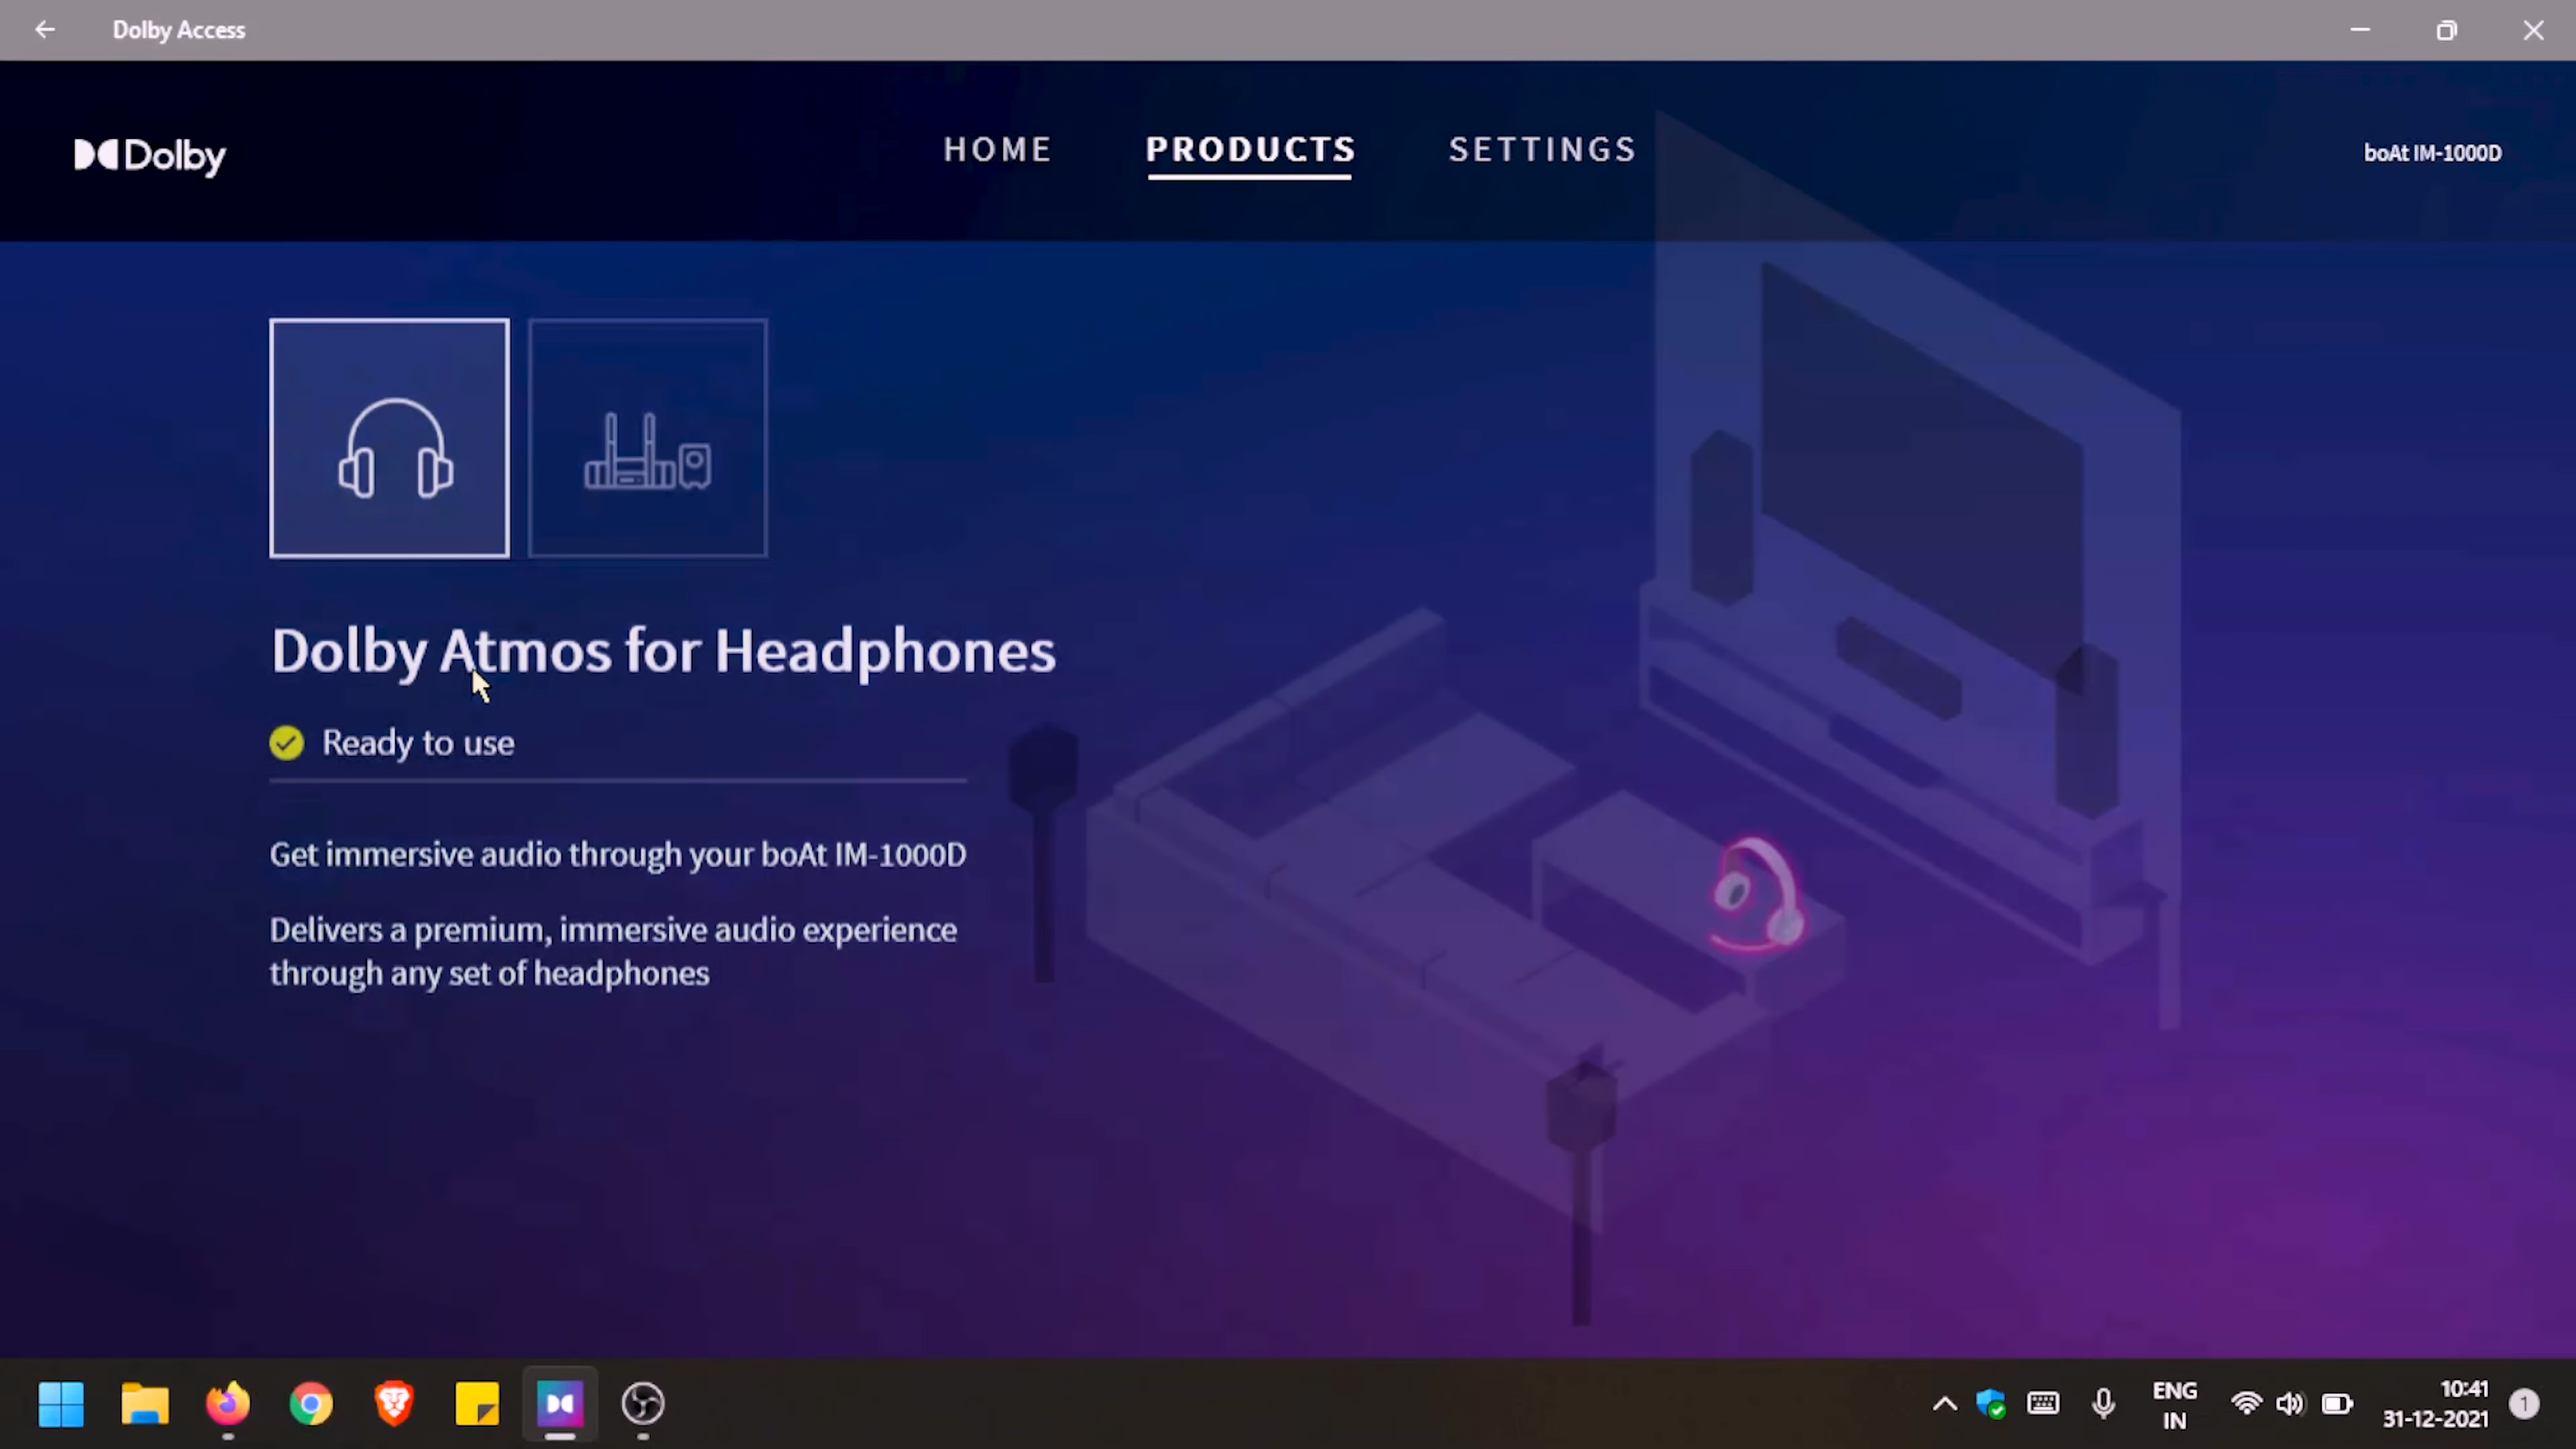 Dolby Access
Dolby
HOME
PRODUCTS
SETTINGS
boAt IM-1000D
Dolby Atmos for Headphones
Ready to use
Get immersive audio through your boAt IM-1000D
Delivers a premium, immersive audio experience
through any set of headphones
ENG
IN
10:41
31-12-2021
1